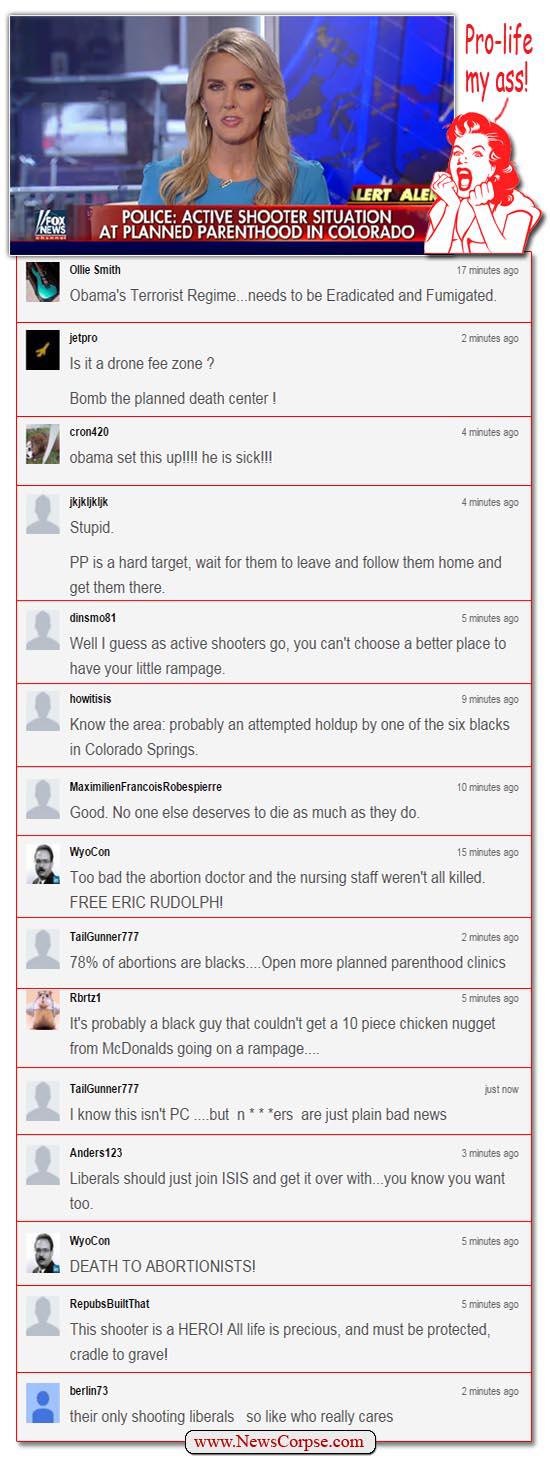 Pro-life
my ass!
ALERT ALER
FOX
NEWS
channel
POLICE: ACTIVE SHOOTER SITUATION
AT PLANNED PARENTHOOD IN COLORADO
Ollie Smith 17 minutes ago
Obama's Terrorist Regime...needs to be Eradicated and Fumigated.
jetpro 2 minutes ago
Is it a drone fee zone ?
Bomb the planned death center !
cron420 4 minutes ago
obama set this up!!!! he is sick!!!
jkjkljkljk 4 minutes ago
Stupid.
PP is a hard target, wait for them to leave and follow them home and
get them there.
dinsmo81 5 minutes ago
Well I guess as active shooters go, you can't choose a better place to
have your little rampage.
howitisis 9 minutes ago
Know the area: probably an attempted holdup by one of the six blacks
in Colorado Springs.
MaximilienFrancoisRobespierre 10 minutes ago
Good. No one else deserves to die as much as they do.
WyoCon 15 minutes ago
Too bad the abortion doctor and the nursing staff weren't all killed.
FREE ERIC RUDOLPH!
TailGunner777 2 minutes ago
78% of abortions are blacks....Open more planned parenthood clinics
Rbrtz1 5 minutes ago
It's probably a black guy that couldn't get a 10 piece chicken nugget
from McDonalds going on a rampage....
TailGunner777 just now
I know this isn't PC ....but n * * *ers are just plain bad news
Anders123 3 minutes ago
Liberals should just join ISIS and get it over with...you know you want
too.
WyoCon 5 minutes ago
DEATH TO ABORTIONISTS!
RepubsBuiltThat 5 minutes ago
This shooter is a HERO! All life is precious, and must be protected,
cradle to grave!
berlin73 2 minutes ago
their only shooting liberals so like who really cares
www.NewsCorpse.com